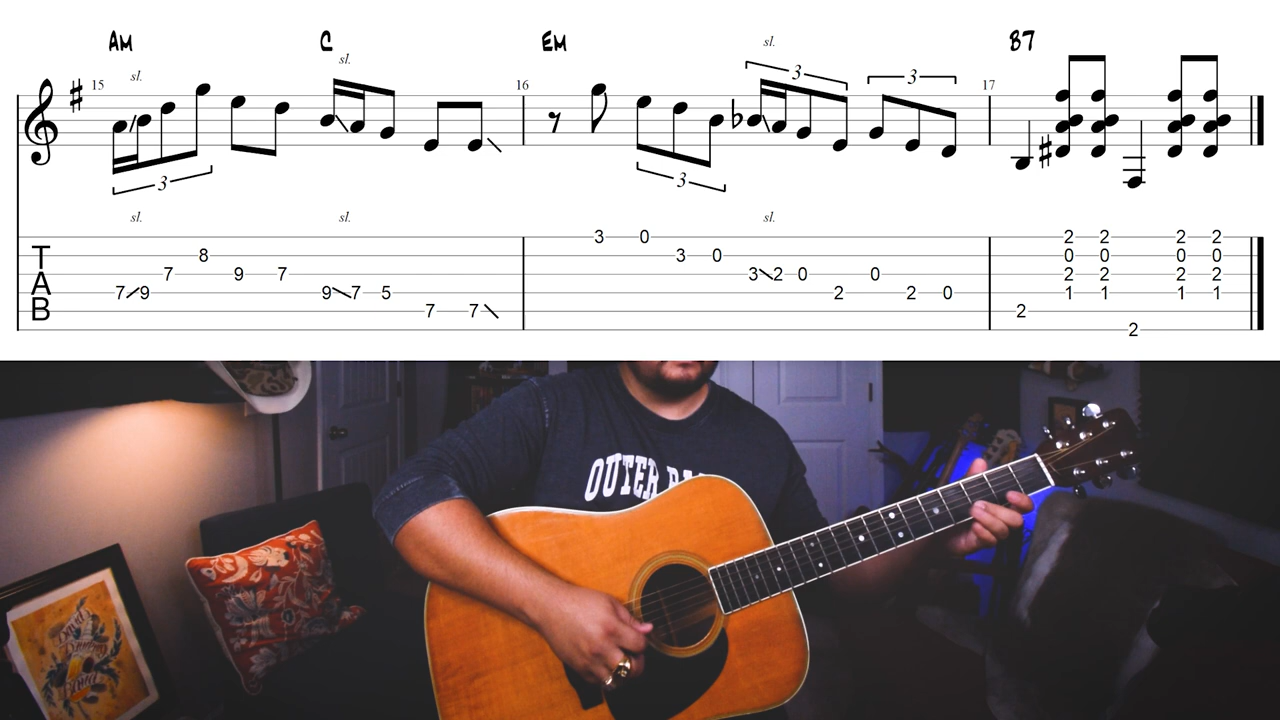 AM C EM B7
sl. sl. sl.
15 16 17
3 3 3 3
sl. sl. sl.
T
A
B
3 0 2 2 2 2
8 3 0 0 0 0 0
7 9 7 3 2 0 0 2 2 2 2
7 9 9 7 5 2 2 0 1 1 1 1
7 7 2
2
OUTER BA